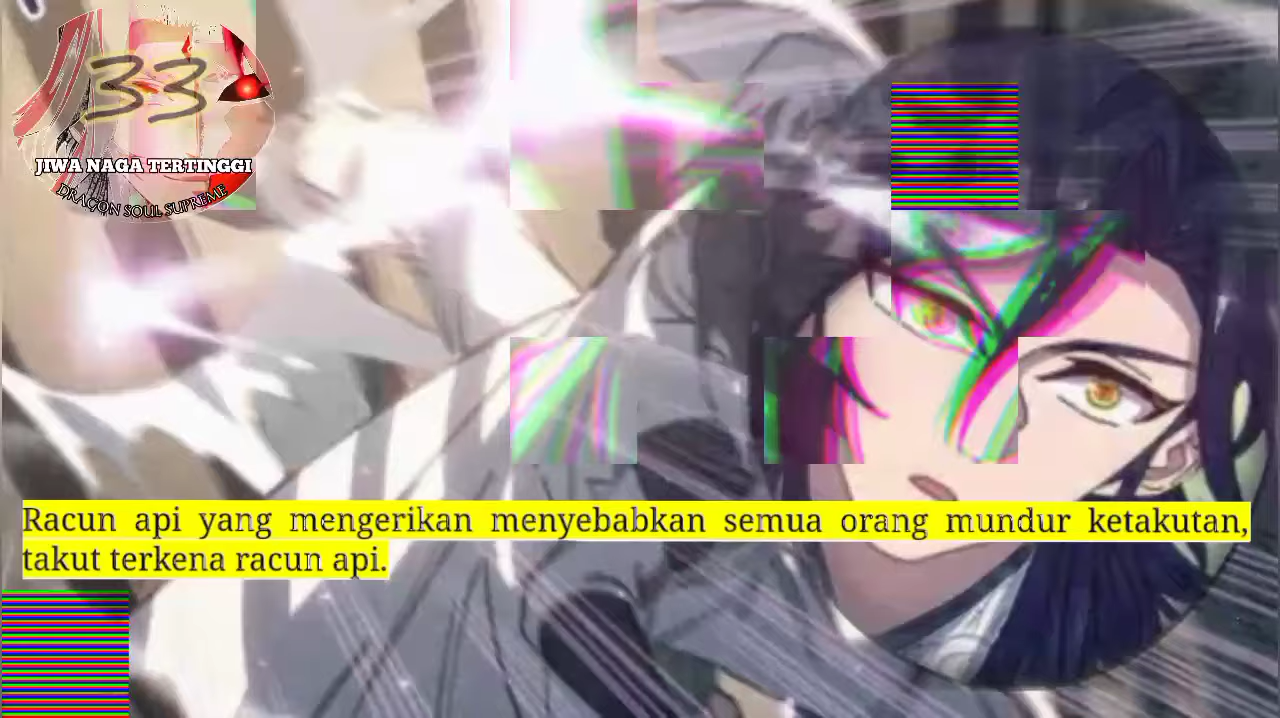 33
JIWA NAGA TERTINGGI
DRAGON SOUL SUPREME
Racun api yang mengerikan menyebabkan semua orang mundur ketakutan,
takut terkena racun api.